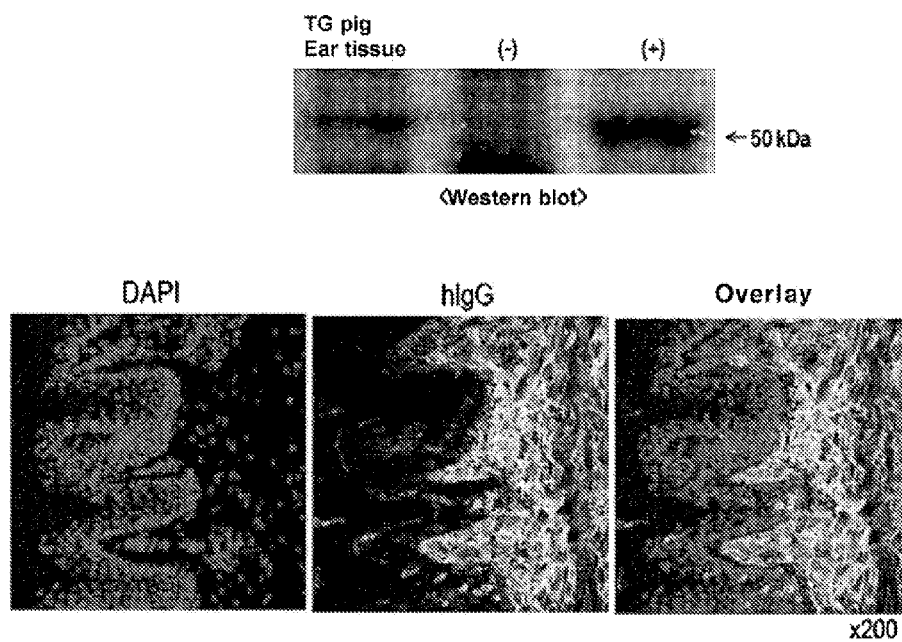 TG pig
Ear tissue (-) (+)
←50 kDa
<Western blot>
DAPI hIgG Overlay
x200